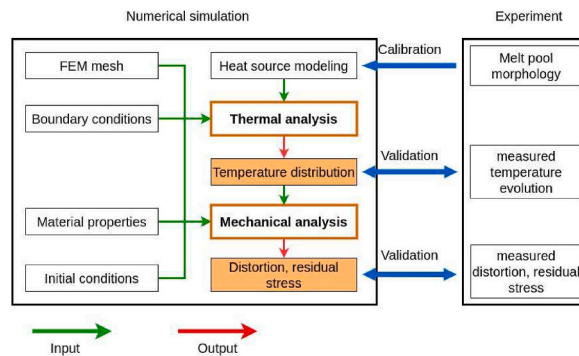 Numerical simulation
Experiment
FEM mesh
Heat source modeling
Calibration
Melt pool
morphology
Boundary conditions
Thermal analysis
Temperature distribution
Validation
measured
temperature
evolution
Material properties
Mechanical analysis
Initial conditions
Distortion, residual
stress
Validation
measured
distortion, residual
stress
Input
Output